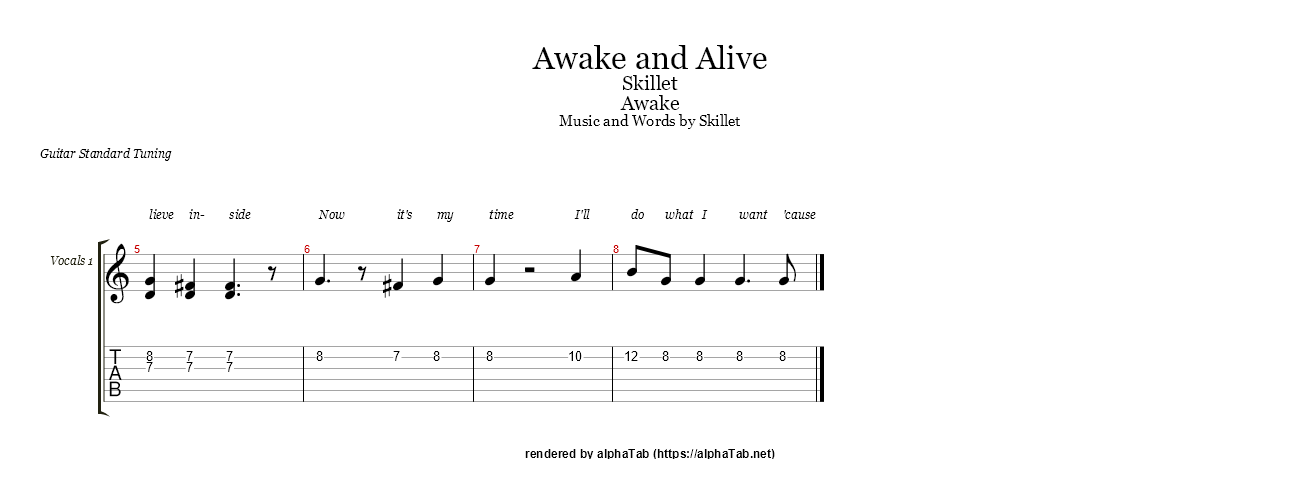 Awake and Alive
Skillet
Awake
Music and Words by Skillet
Guitar Standard Tuning
lieve in- side Now it's my time I'll do what I want 'cause
5 6 7 8
Vocals 1
T 8 7 7 8 7 8 8 10 12 8 8 8 8
A 7 7 7
B
rendered by alphaTab (https://alphaTab.net)